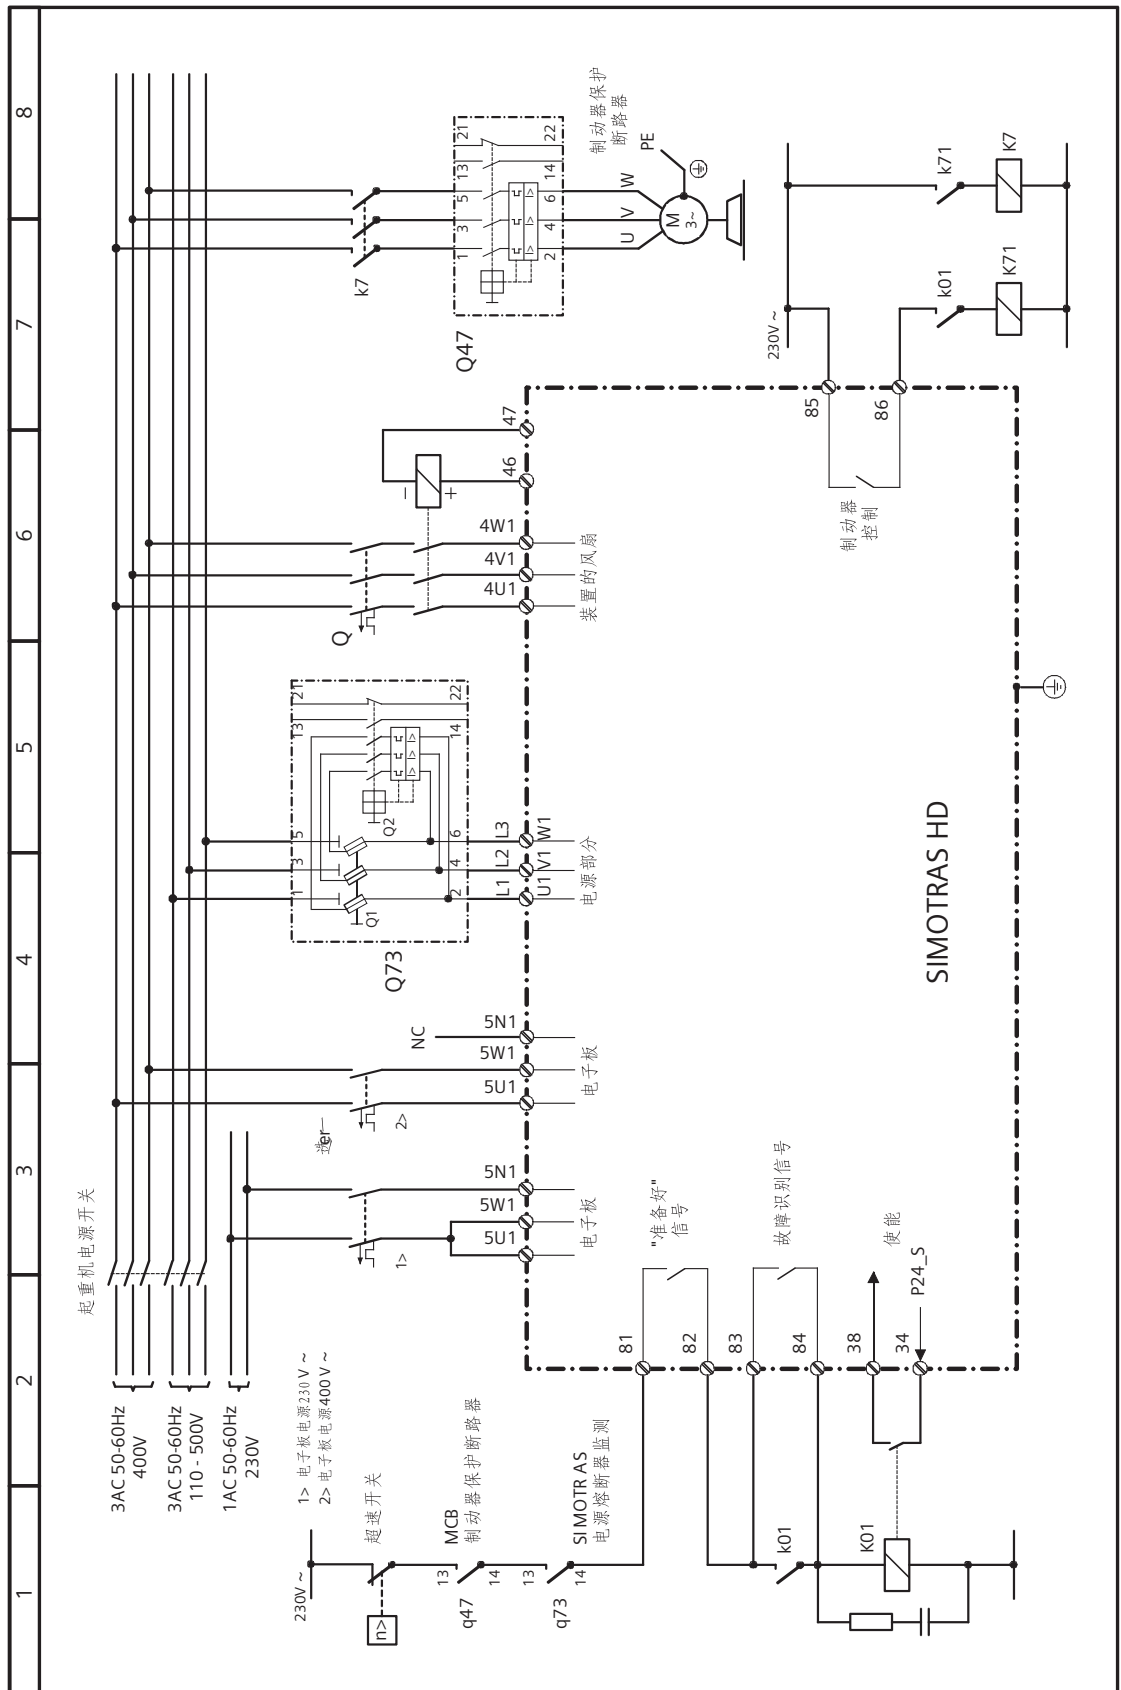 1
2
3
4
5
6
7
8
3AC 50-60Hz
400V
3AC 50-60Hz
110 - 500V
1AC 50-60Hz
230V
起重机电源开关
1> 电子板电源230 V ~
2> 电子板电源400 V ~
230V ~
超速开关
n>
MCB
制动器保护断路器
13
14
q47
SIMOTRAS
电源熔断器监测
13
14
q73
k01
K01
81
82
83
84
38
34
"准备好"
信号
故障识别信号
使能
P24_S
1>
5U1
5W1
5N1
电子板
选
er
2>
5U1
5W1
5N1
NC
电子板
Q73
1
3
5
13
21
Q1
Q2
I>
I>
I>
2
4
6
14
22
L1
L2
L3
U1
V1
W1
电源部分
SIMOTRAS HD
Q
4U1
4V1
4W1
装置的风扇
−
+
46
47
制动器
控制
85
86
k7
Q47
1
3
5
13
21
I>
I>
I>
2
4
6
14
22
U
V
W
M
3~
PE
制动器保护
断路器
230V ~
k01
K71
k71
K7